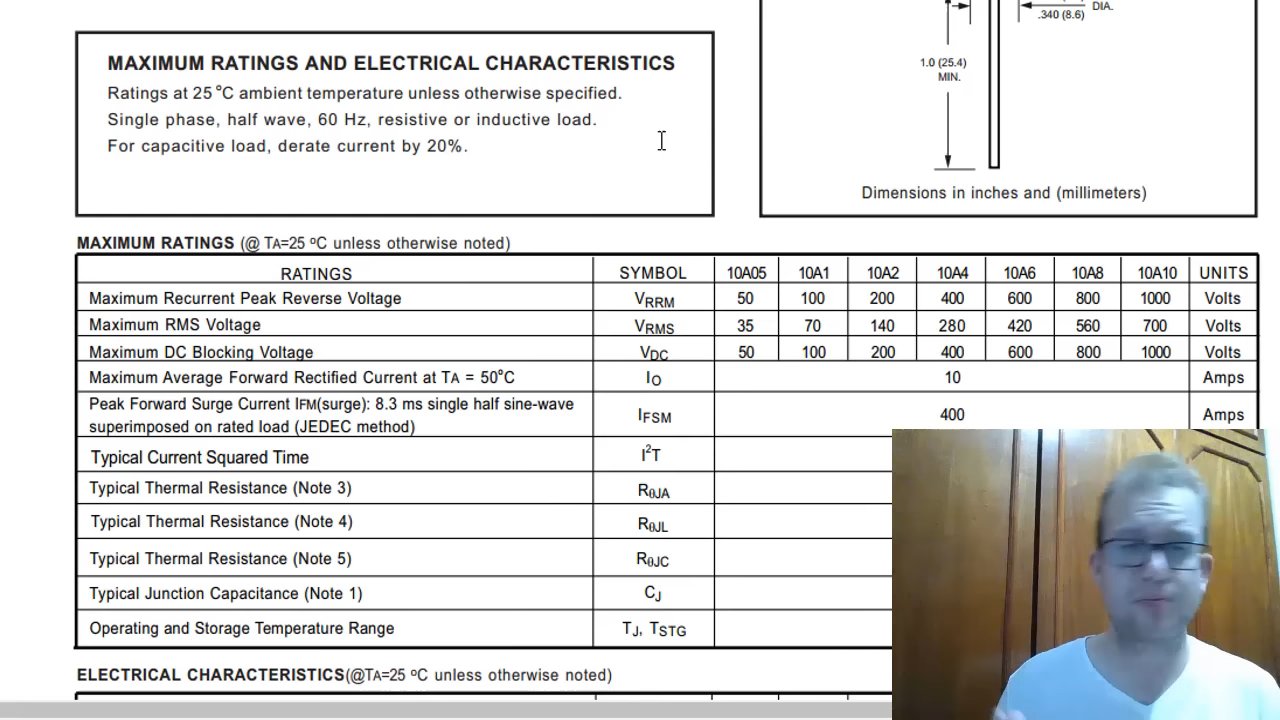 DIA.
.340 (8.6)
1.0 (25.4)
MIN.
Dimensions in inches and (millimeters)
MAXIMUM RATINGS AND ELECTRICAL CHARACTERISTICS
Ratings at 25 °C ambient temperature unless otherwise specified.
Single phase, half wave, 60 Hz, resistive or inductive load.
For capacitive load, derate current by 20%.
MAXIMUM RATINGS (@ TA=25 °C unless otherwise noted)
RATINGS SYMBOL 10A05 10A1 10A2 10A4 10A6 10A8 10A10 UNITS
Maximum Recurrent Peak Reverse Voltage VRRM 50 100 200 400 600 800 1000 Volts
Maximum RMS Voltage VRMS 35 70 140 280 420 560 700 Volts
Maximum DC Blocking Voltage VDC 50 100 200 400 600 800 1000 Volts
Maximum Average Forward Rectified Current at TA = 50°C IO 10 Amps
Peak Forward Surge Current IFM(surge): 8.3 ms single half sine-wave
superimposed on rated load (JEDEC method) IFSM 400 Amps
Typical Current Squared Time I²T
Typical Thermal Resistance (Note 3) RθJA
Typical Thermal Resistance (Note 4) RθJL
Typical Thermal Resistance (Note 5) RθJC
Typical Junction Capacitance (Note 1) CJ
Operating and Storage Temperature Range TJ, TSTG
ELECTRICAL CHARACTERISTICS(@TA=25 °C unless otherwise noted)